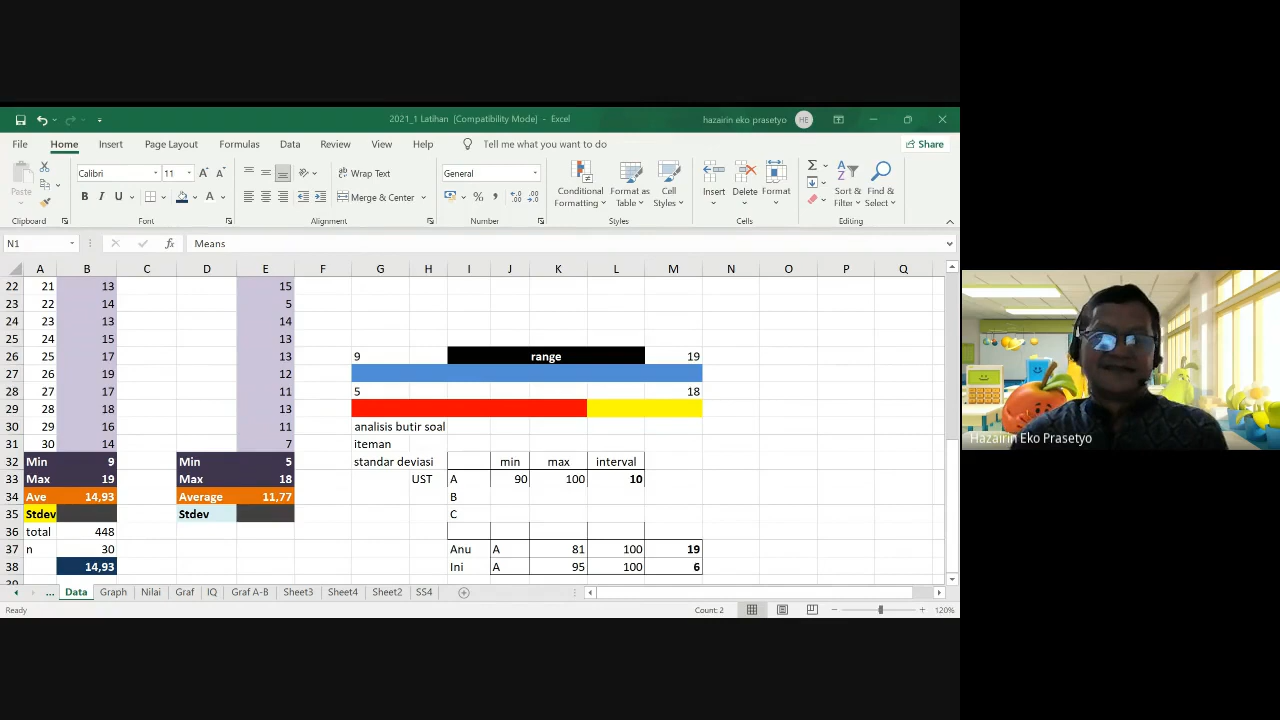 2021_1 Latihan [Compatibility Mode] - Excel
hazairin eko prasetyo HE
File Home Insert Page Layout Formulas Data Review View Help Tell me what you want to do Share
Paste
Calibri 11 A A
B I U A
Wrap Text
Merge & Center
General
% ,
Conditional Formatting
Format as Table
Cell Styles
Insert Delete Format
Sort & Filter
Find & Select
Clipboard Font Alignment Number Styles Cells Editing
N1 fx Means
A B C D E F G H I J K L M N O P Q
22 21 13 15
23 22 14 5
24 23 13 14
25 24 15 13
26 25 17 13 9 range 19
27 26 19 12
28 27 17 11 5 18
29 28 18 13
30 29 16 11 analisis butir soal
31 30 14 7 iteman
32 Min 9 Min 5 standar deviasi min max interval
33 Max 19 Max 18 UST A 90 100 10
34 Ave 14,93 Average 11,77 B
35 Stdev Stdev C
36 total 448
37 n 30 Anu A 81 100 19
38 14,93 Ini A 95 100 6
... Data Graph Nilai Graf IQ Graf A-B Sheet3 Sheet4 Sheet2 SS4
Ready Count: 2 120%
Hazairin Eko Prasetyo